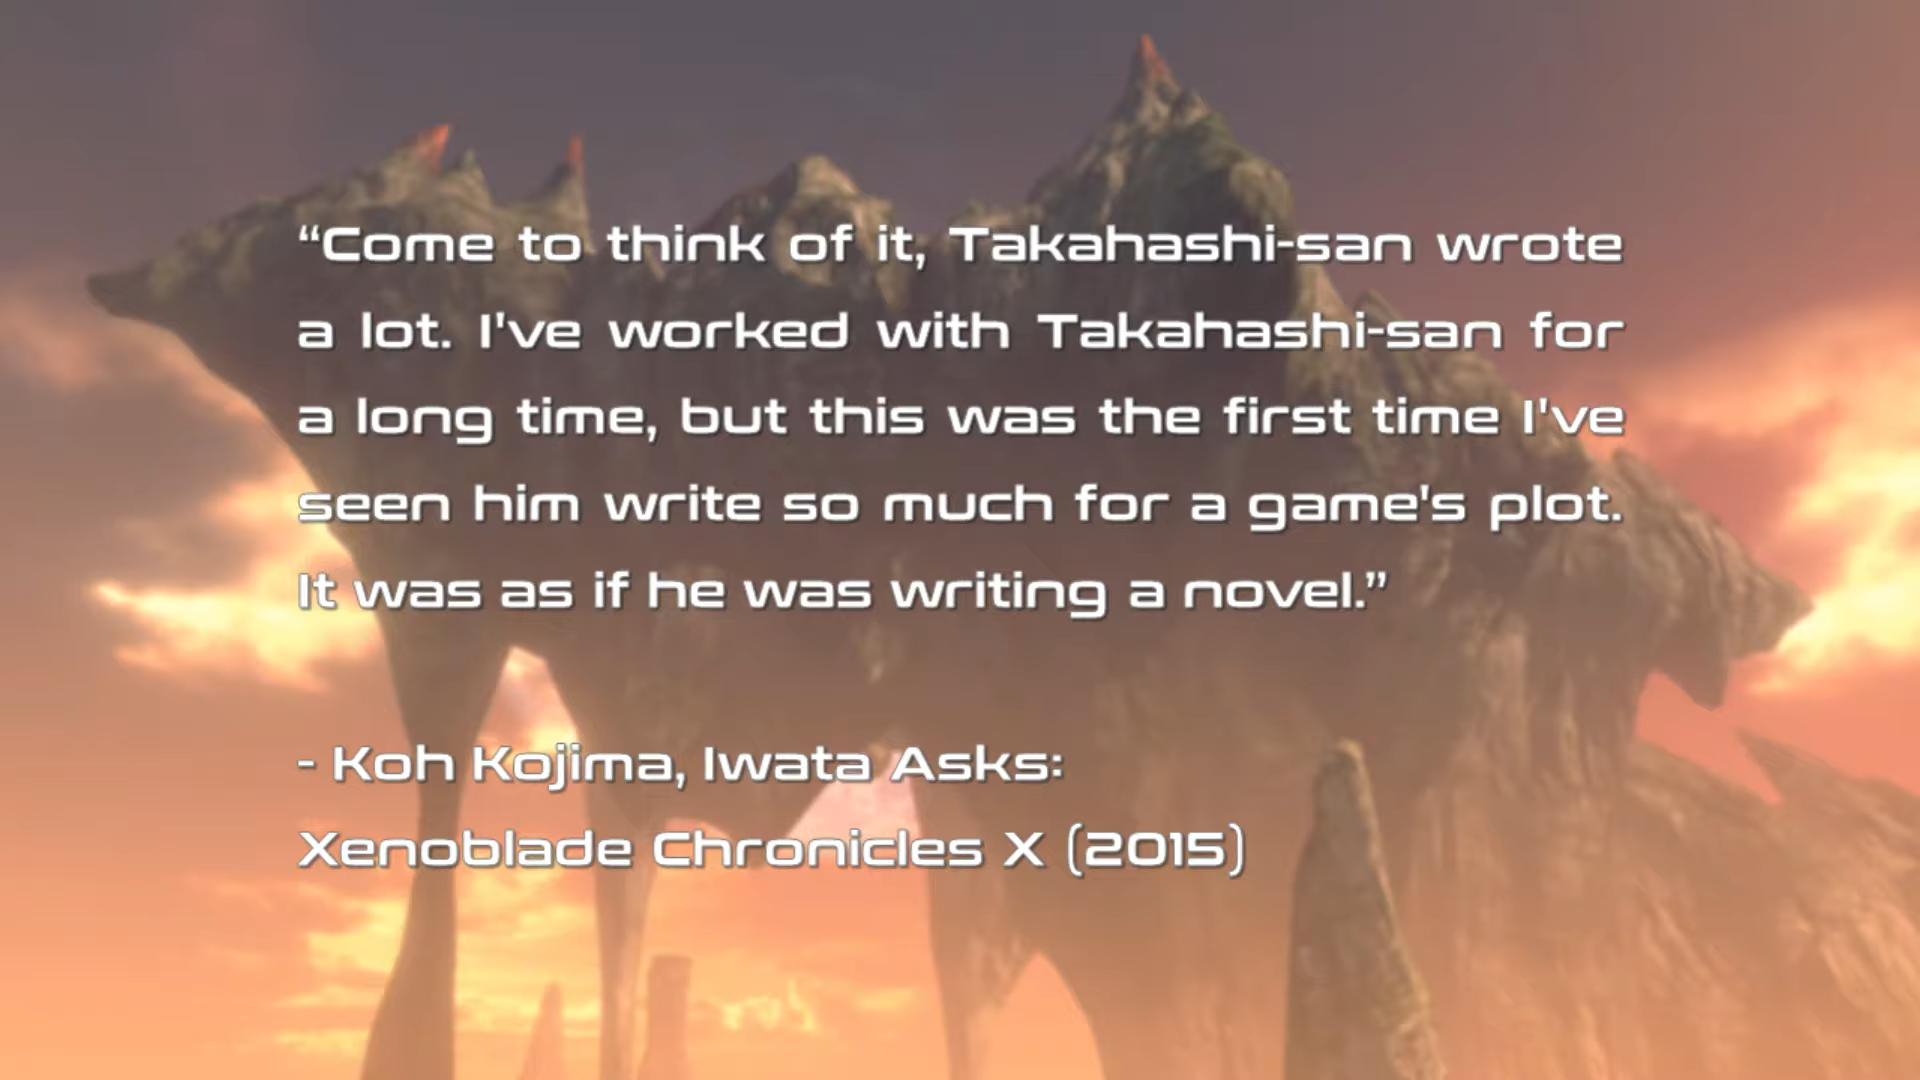 “Come to think of it, Takahashi-san wrote
a lot. I've worked with Takahashi-san for
a long time, but this was the first time I've
seen him write so much for a game's plot.
It was as if he was writing a novel.”
- Koh Kojima, Iwata Asks:
Xenoblade Chronicles X (2015)